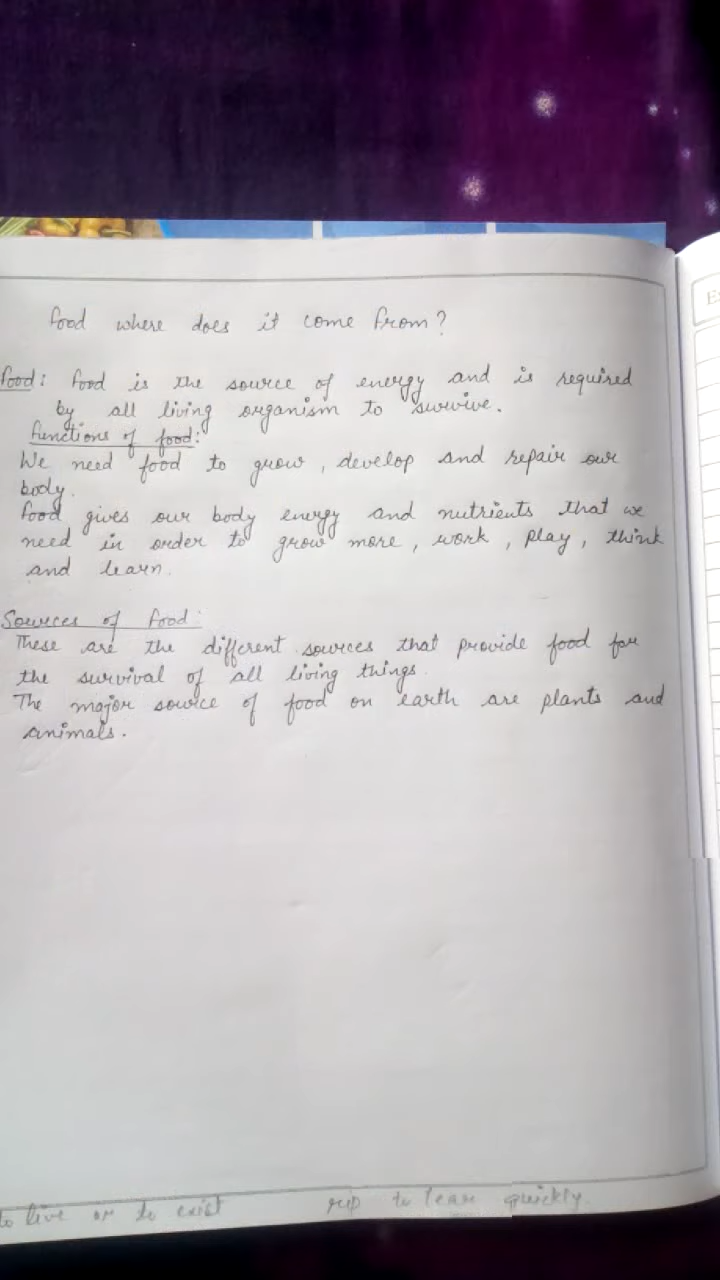 food where does it come from?
food: food is the source of energy and is required
by all living organism to survive.
functions of food:
We need food to grow, develop and repair our
body.
food gives our body energy and nutrients that we
need in order to grow more, work, play, think
and learn.
Sources of food:
These are the different sources that provide food for
the survival of all living things.
The major source of food on earth are plants and
animals.
to live or to exist
to quickly.